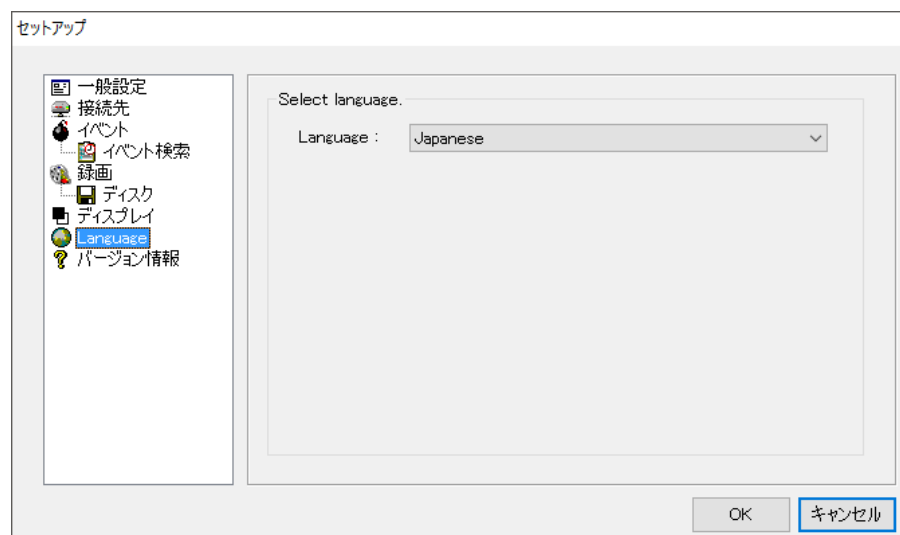 セットアップ
一般設定
接続先
イベント
イベント検索
録画
ディスク
ディスプレイ
Language
バージョン情報
Select language.
Language : Japanese
OK キャンセル